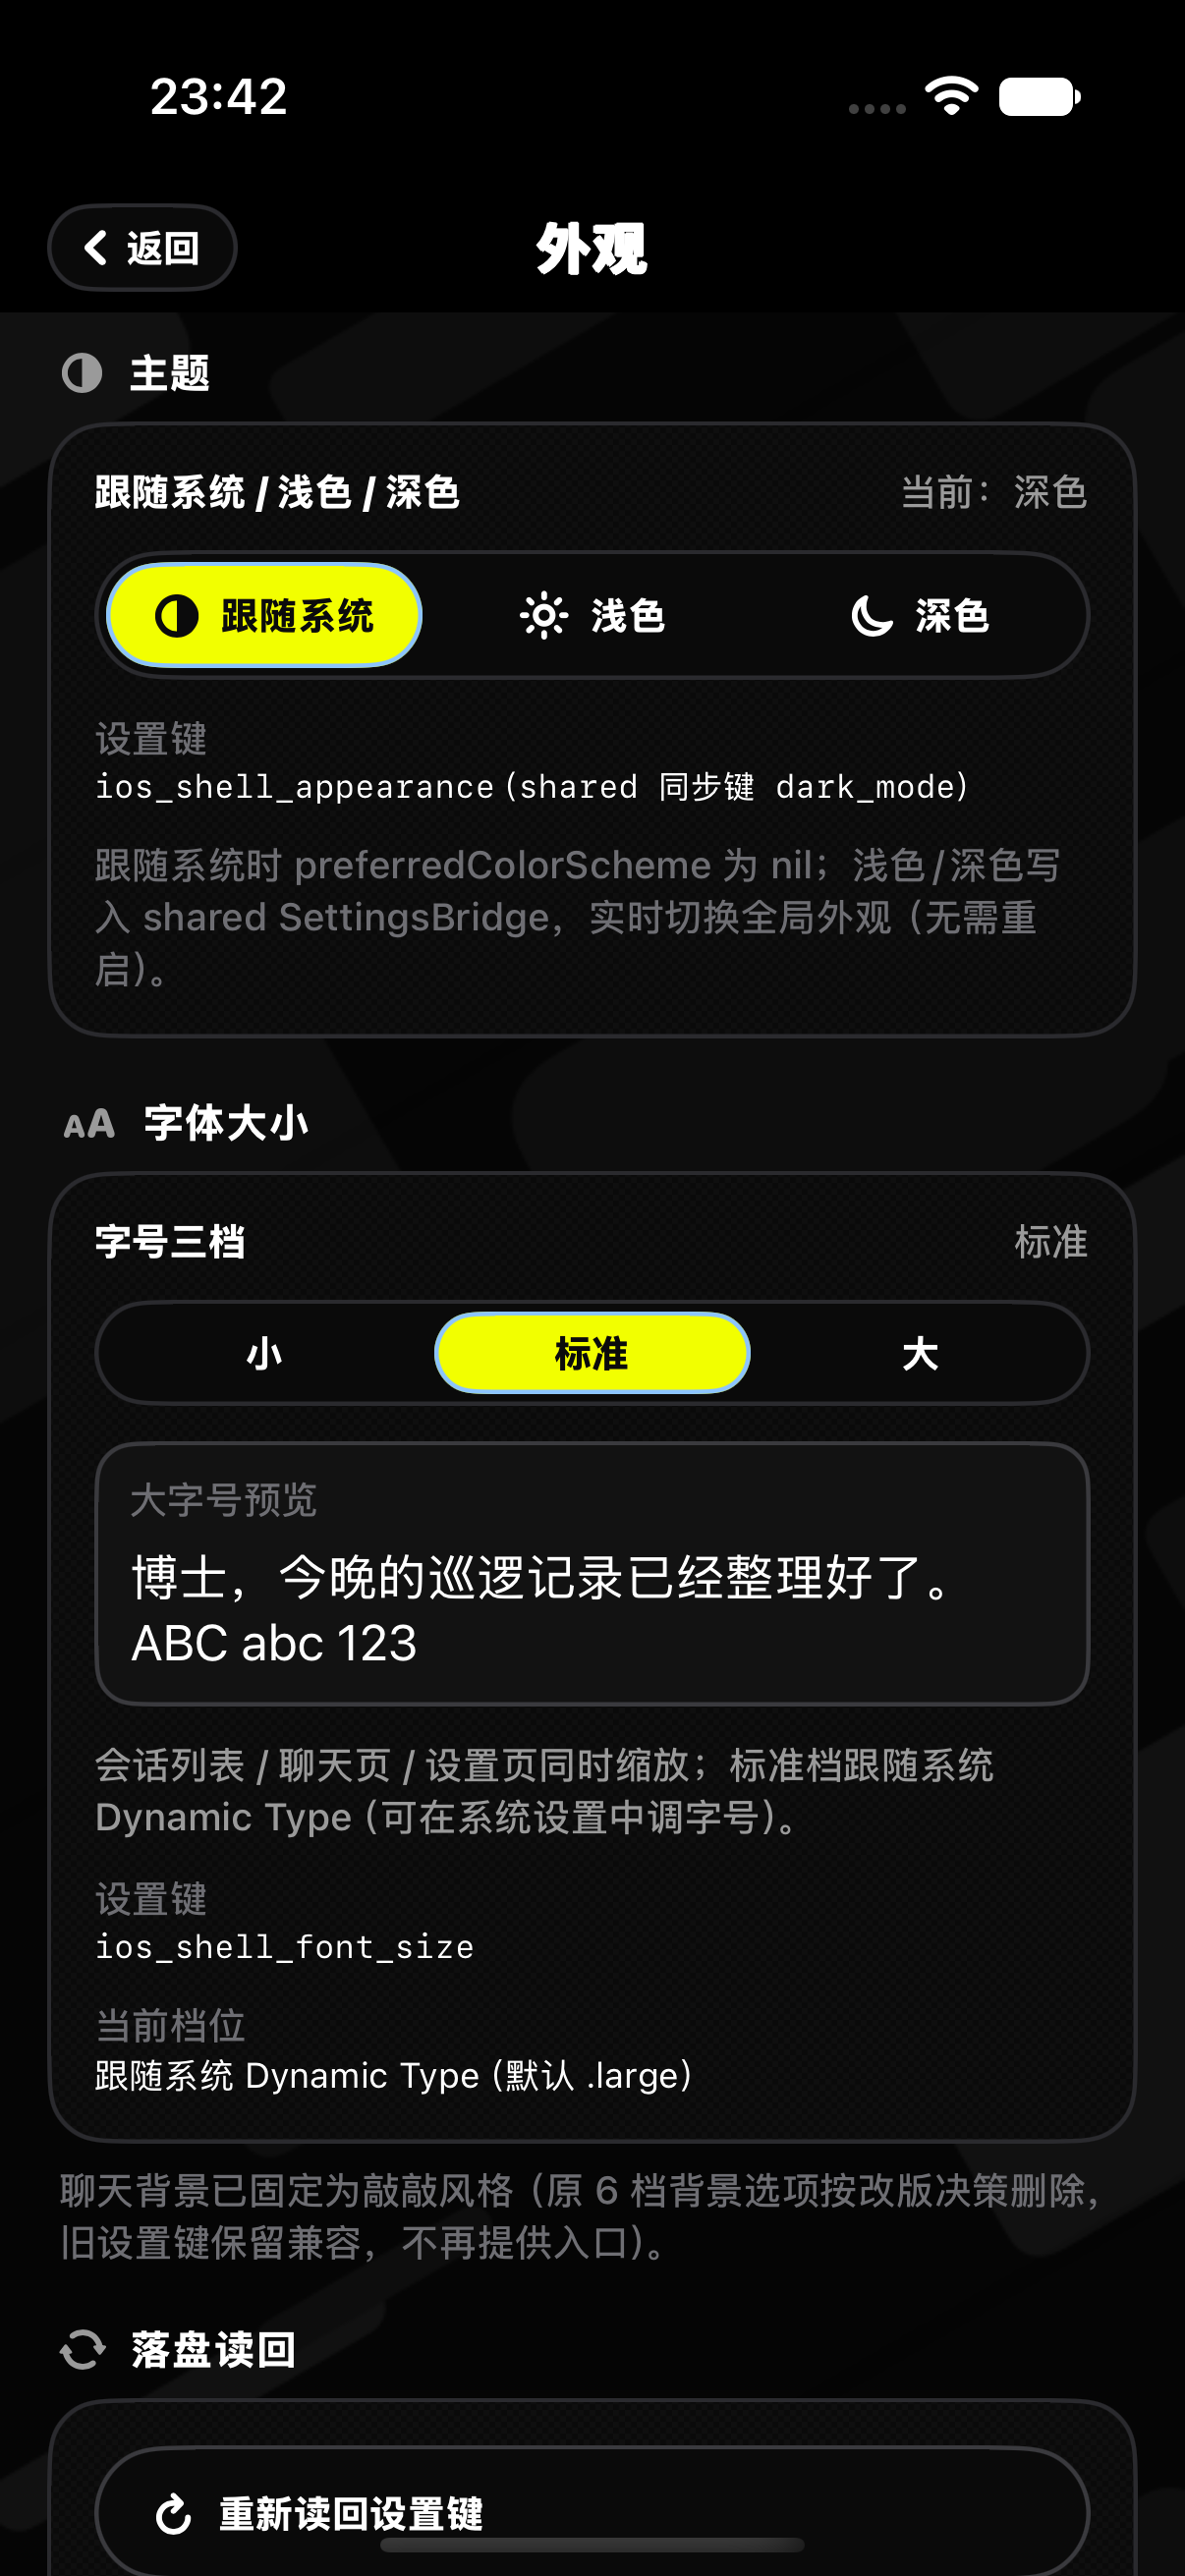 23:42
返回
外观
主题
跟随系统 / 浅色 / 深色
当前：深色
跟随系统
浅色
深色
设置键
ios_shell_appearance（shared 同步键 dark_mode）
跟随系统时 preferredColorScheme 为 nil；浅色/深色写
入 shared SettingsBridge，实时切换全局外观（无需重
启）。
AA 字体大小
字号三档
标准
小
标准
大
大字号预览
博士，今晚的巡逻记录已经整理好了。
ABC abc 123
会话列表 / 聊天页 / 设置页同时缩放；标准档跟随系统
Dynamic Type（可在系统设置中调字号）。
设置键
ios_shell_font_size
当前档位
跟随系统 Dynamic Type（默认 .large）
聊天背景已固定为敲敲风格（原 6 档背景选项按改版决策删除，
旧设置键保留兼容，不再提供入口）。
落盘读回
重新读回设置键